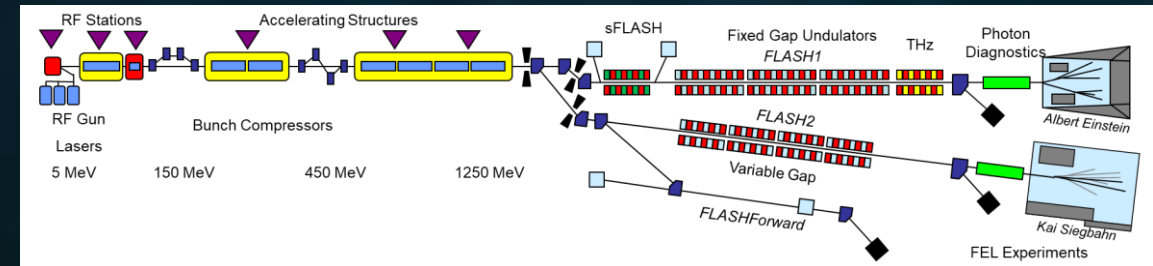 RF Stations
Accelerating Structures
sFLASH
Fixed Gap Undulators
FLASH1
THz
Photon
Diagnostics
RF Gun
Bunch Compressors
Lasers
5 MeV
150 MeV
450 MeV
1250 MeV
FLASH2
Variable Gap
FLASHForward
Albert Einstein
Kai Siegbahn
FEL Experiments